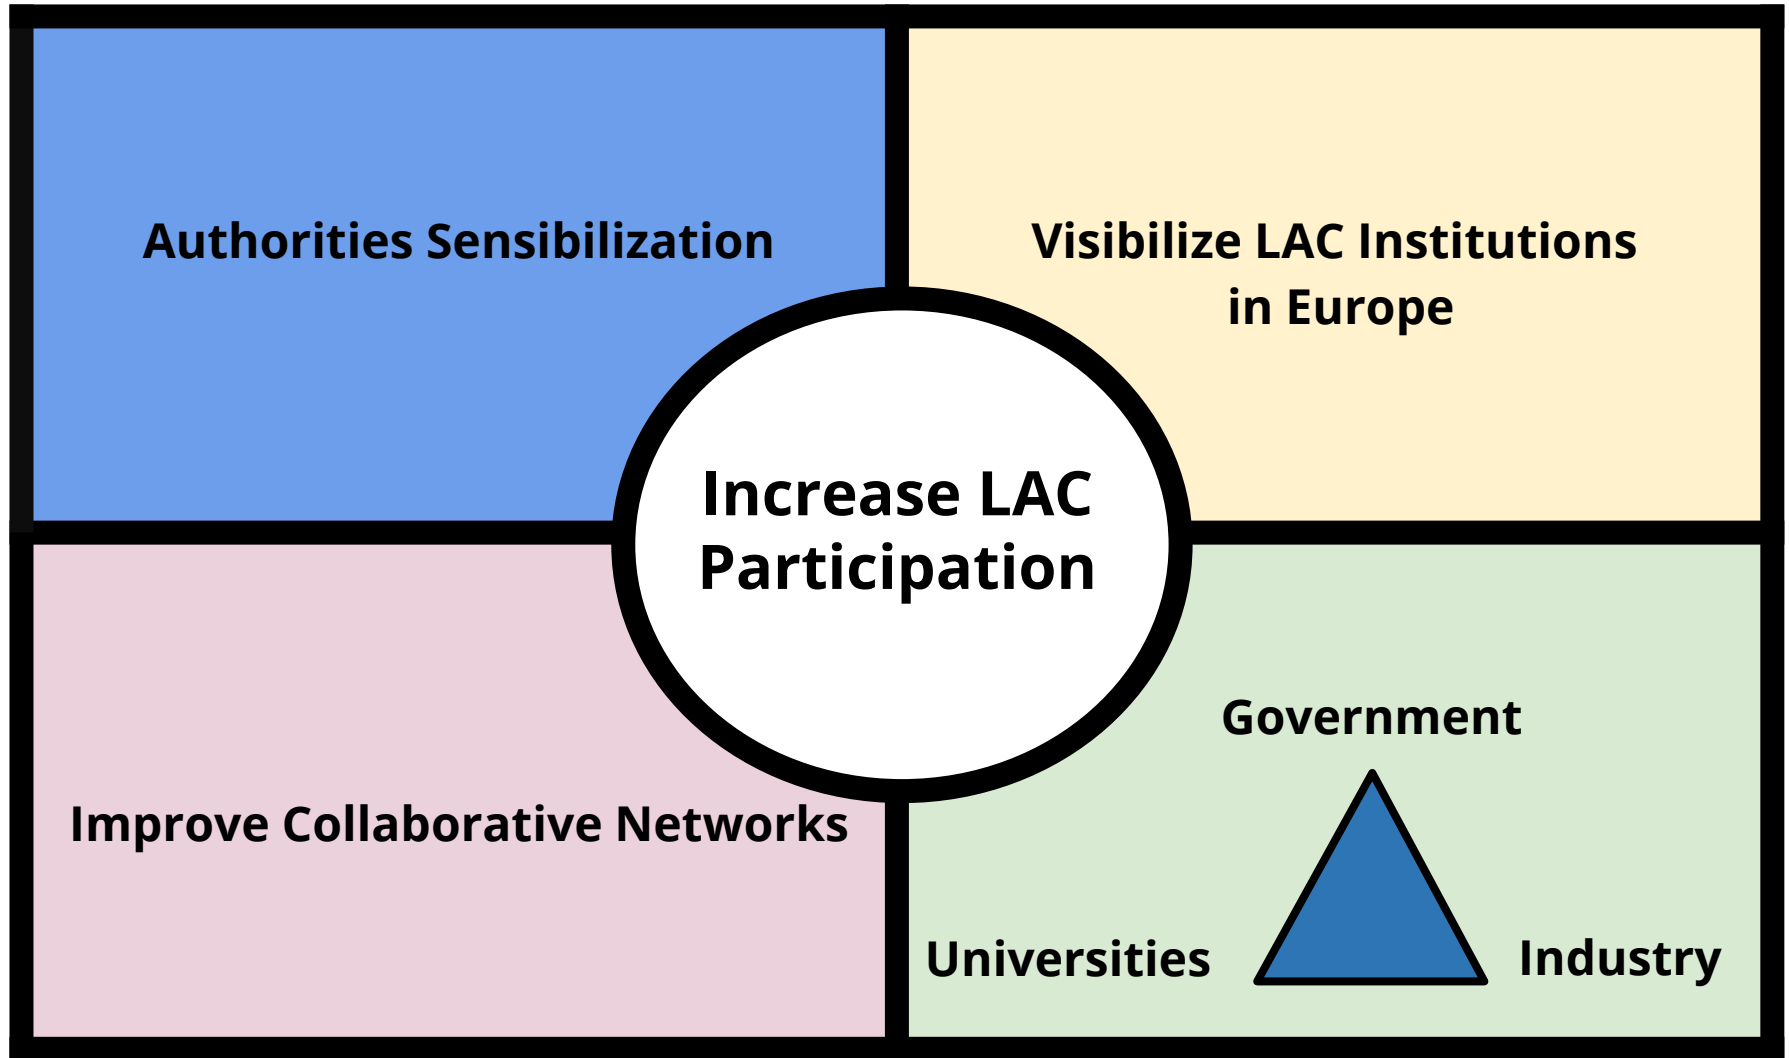 Authorities Sensibilization
Visibilize LAC Institutions
in Europe
Increase LAC
Participation
Improve Collaborative Networks
Government
Universities
Industry